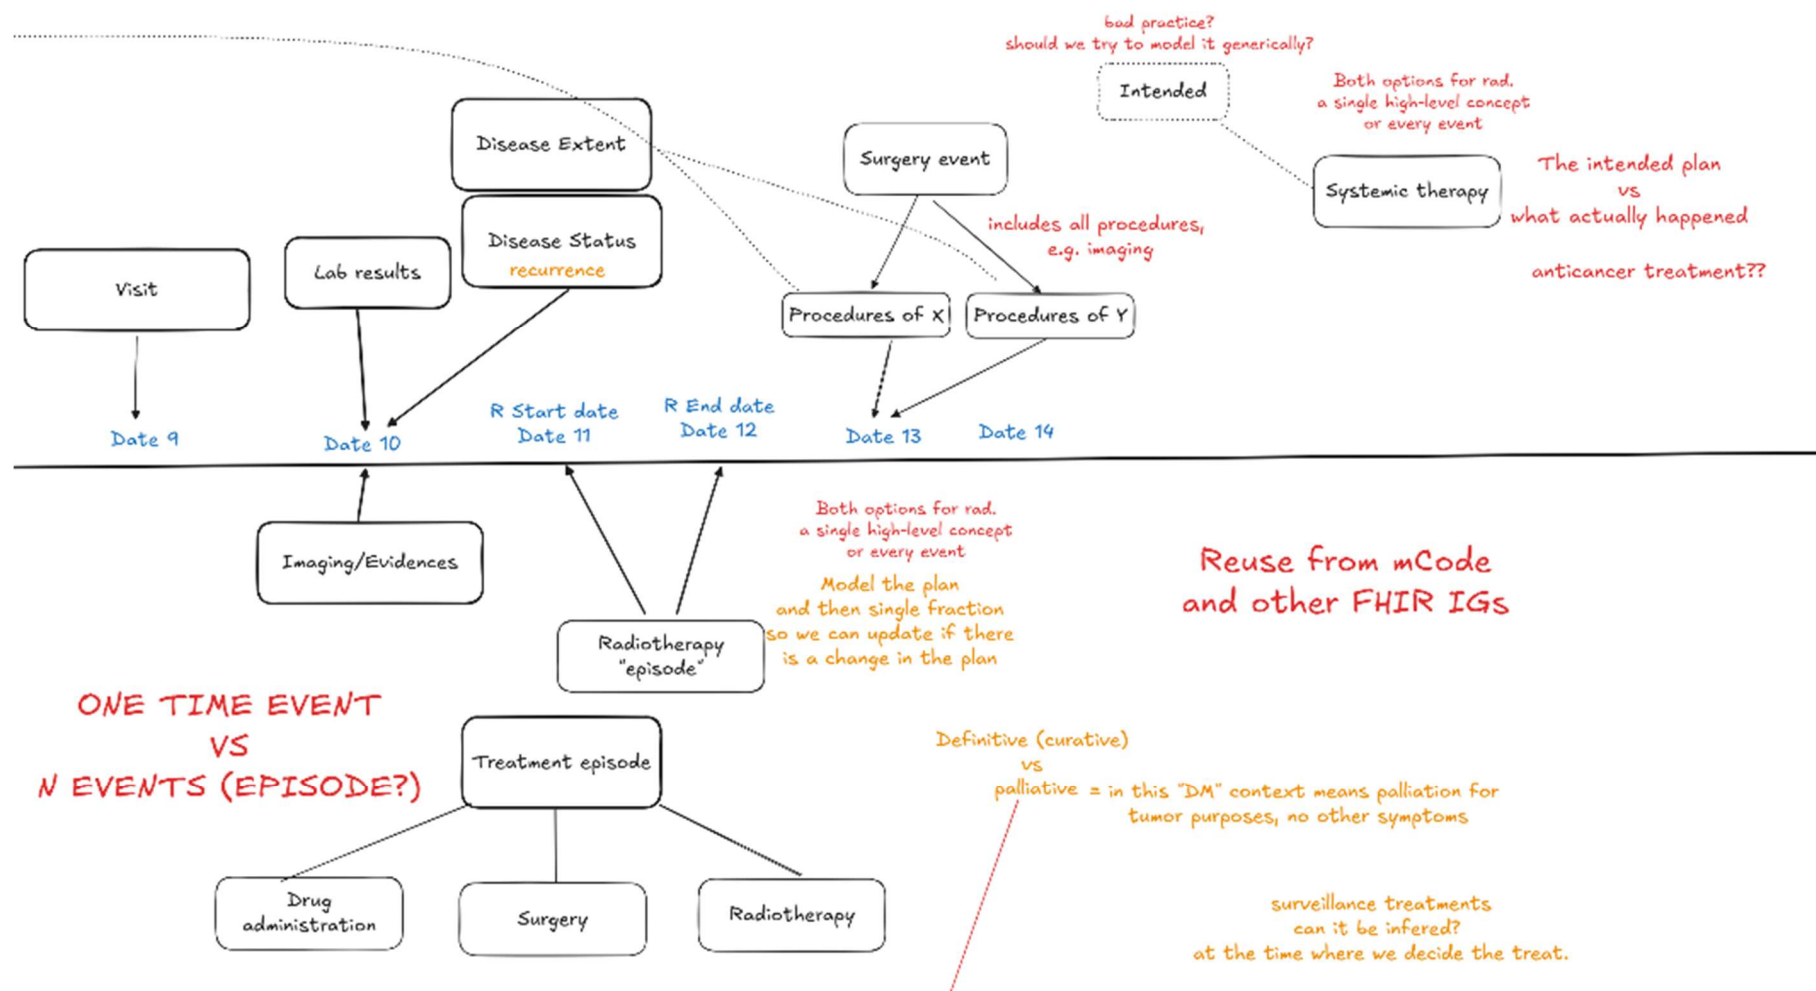 bad practice?
should we try to model it generically?
Intended
Both options for rad.
a single high-level concept
or every event
Disease Extent
Surgery event
Systemic therapy
The intended plan
vs
what actually happened
anticancer treatment??
includes all procedures,
e.g. imaging
Visit
Lab results
Disease Status
recurrence
Procedures of X
Procedures of Y
Date 9
Date 10
R Start date
Date 11
R End date
Date 12
Date 13
Date 14
Imaging/Evidences
Both options for rad.
a single high-level concept
or every event
Model the plan
and then single fraction
so we can update if there
is a change in the plan
Radiotherapy
"episode"
Reuse from mCode
and other FHIR IGs
ONE TIME EVENT
VS
N EVENTS (EPISODE?)
Treatment episode
Drug
administration
Surgery
Radiotherapy
Definitive (curative)
vs
palliative = in this "DM" context means palliation for
tumor purposes, no other symptoms
surveillance treatments
can it be infered?
at the time where we decide the treat.